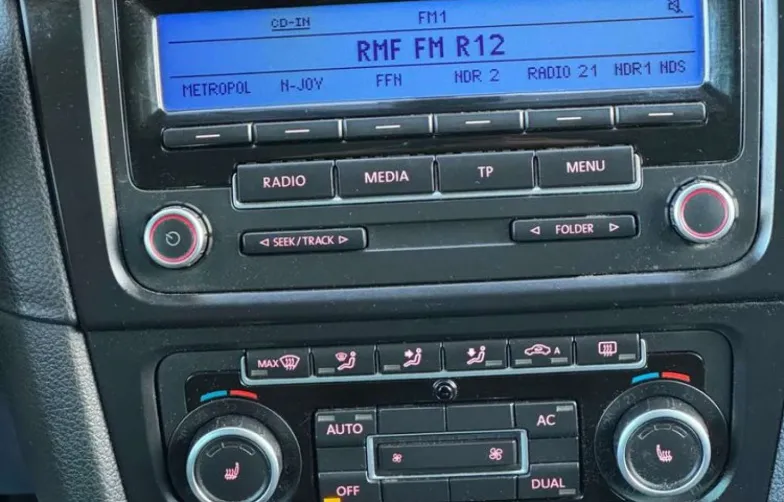 CD-IN FM1
RMF FM R12
METROPOL N-JOY FFN NDR 2 RADIO 21 NDR1 NDS
RADIO MEDIA TP MENU
SEEK/TRACK FOLDER
MAX A
AUTO AC
OFF DUAL